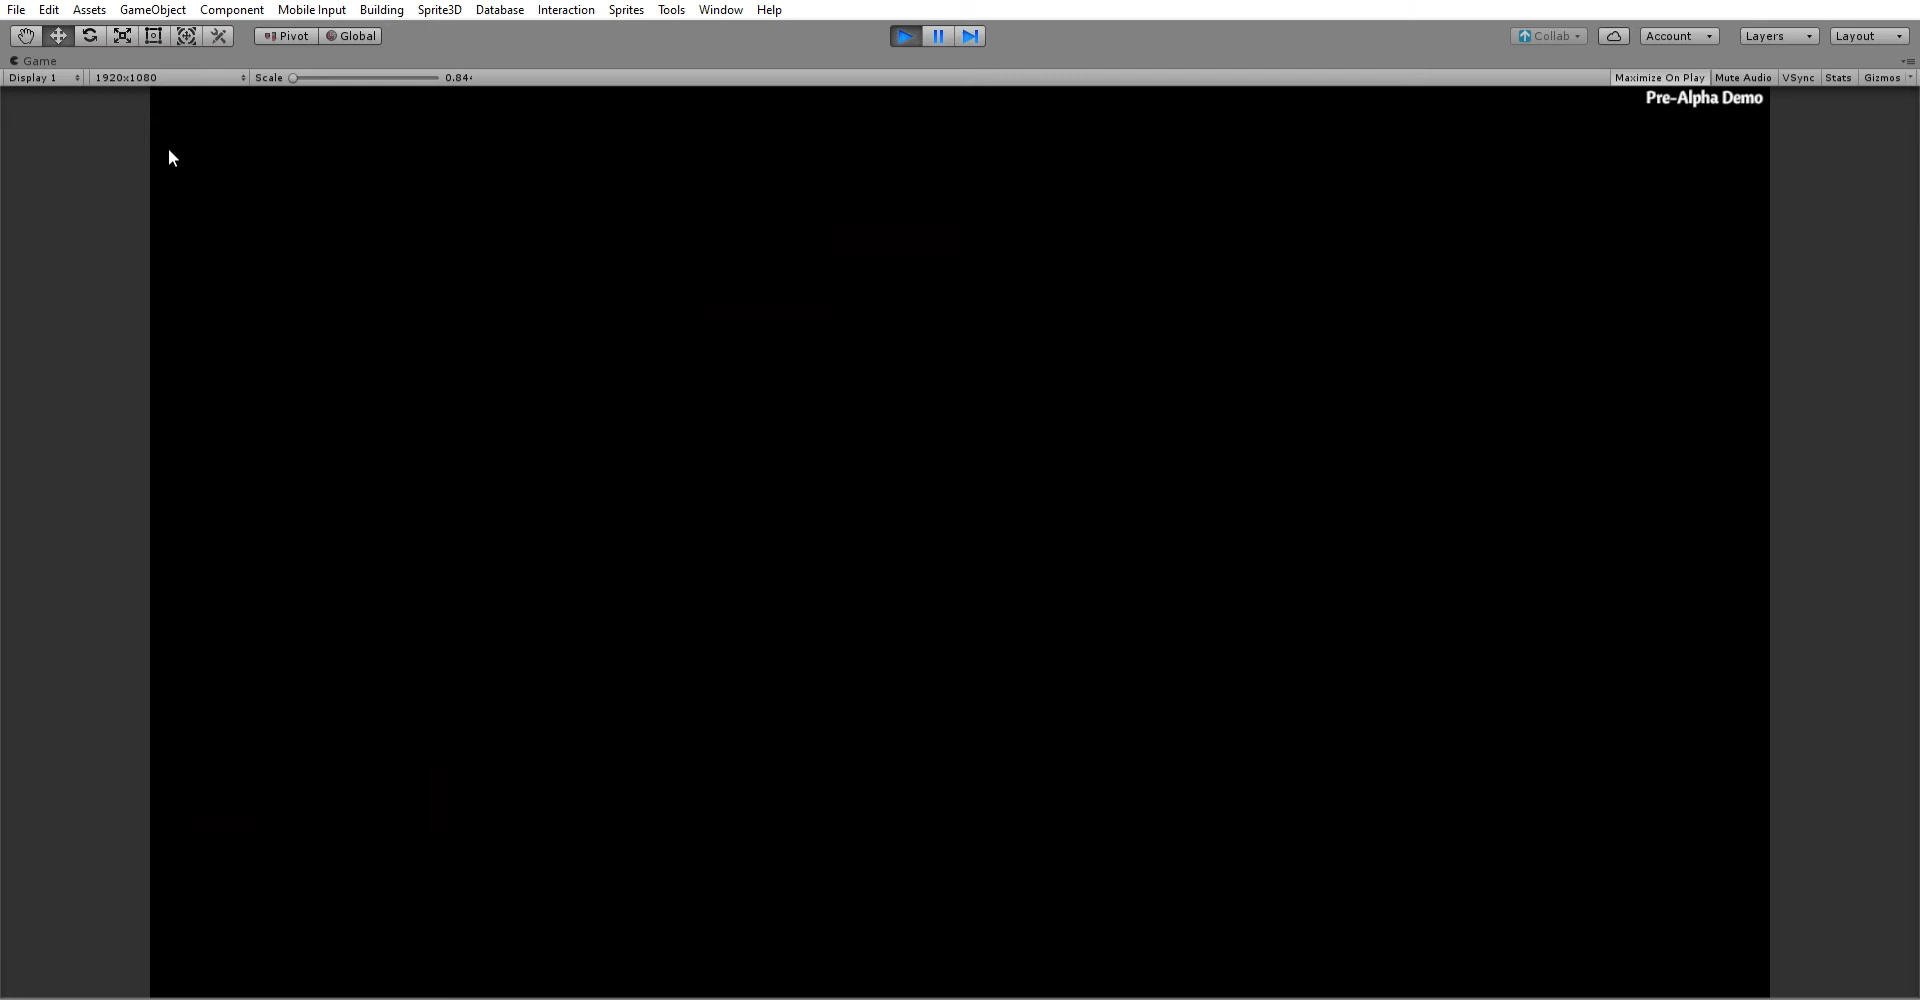 File Edit Assets GameObject Component Mobile Input Building Sprite3D Database Interaction Sprites Tools Window Help
Pivot Global Collab Account Layers Layout
Game
Display 1 1920x1080 Scale 0.84 Maximize On Play Mute Audio VSync Stats Gizmos
Pre-Alpha Demo